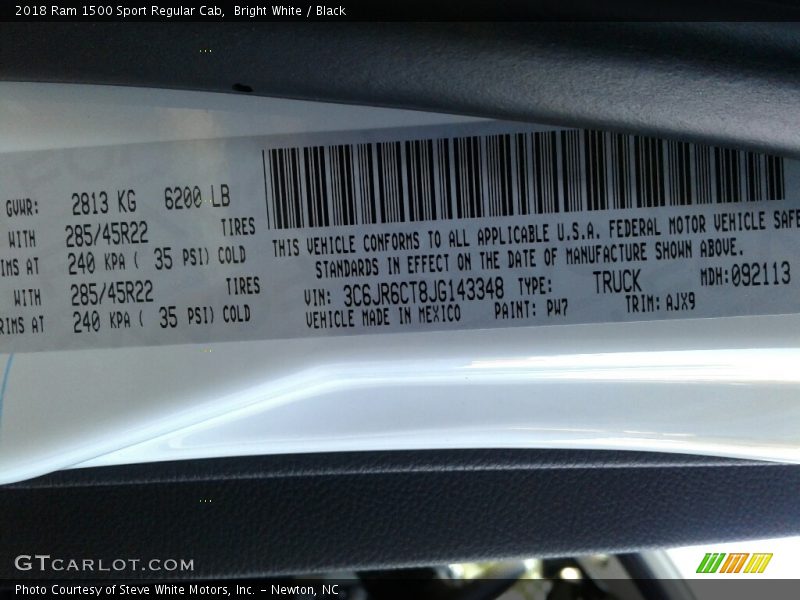 2018 Ram 1500 Sport Regular Cab,  Bright White / Black
GVWR: 2813 KG 6200 LB
WITH 285/45R22 TIRES
IMS AT 240 KPA ( 35 PSI) COLD
WITH 285/45R22 TIRES
RIMS AT 240 KPA ( 35 PSI) COLD
THIS VEHICLE CONFORMS TO ALL APPLICABLE U.S.A. FEDERAL MOTOR VEHICLE SAFE
STANDARDS IN EFFECT ON THE DATE OF MANUFACTURE SHOWN ABOVE.
VIN: 3C6JR6CT8JG143348 TYPE: TRUCK MDH:092113
VEHICLE MADE IN MEXICO PAINT: PW7 TRIM: AJX9
GTCARLOT.COM
Photo Courtesy of Steve White Motors, Inc. – Newton, NC